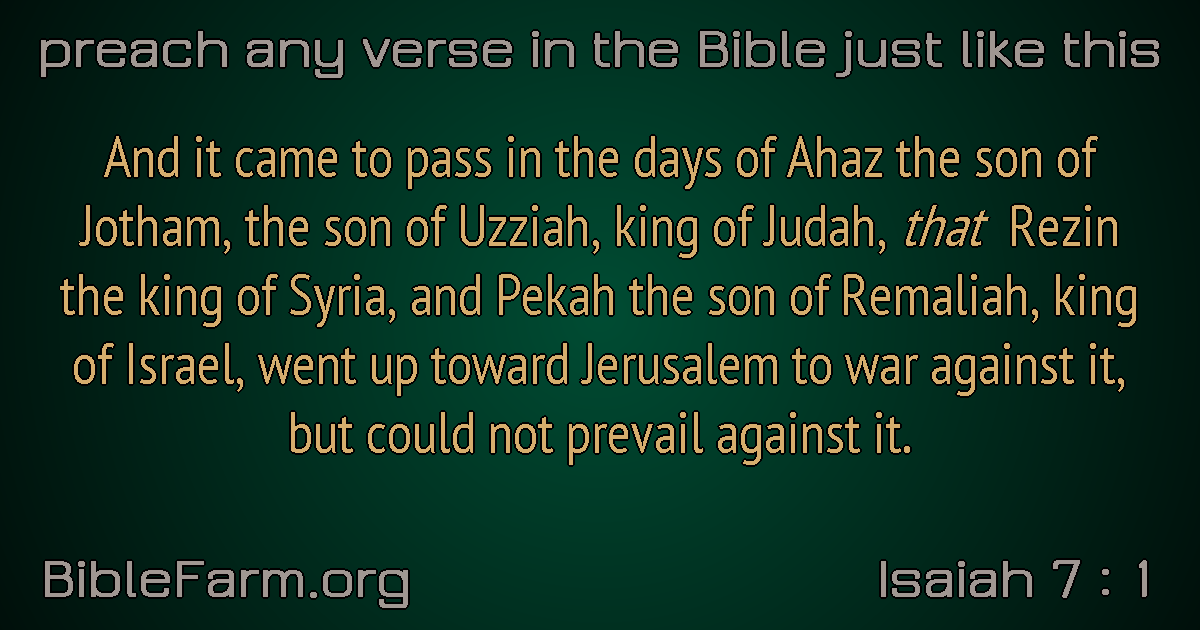 preach any verse in the Bible just like this
And it came to pass in the days of Ahaz the son of
Jotham, the son of Uzziah, king of Judah, that Rezin
the king of Syria, and Pekah the son of Remaliah, king
of Israel, went up toward Jerusalem to war against it,
but could not prevail against it.
BibleFarm.org
Isaiah 7 : 1